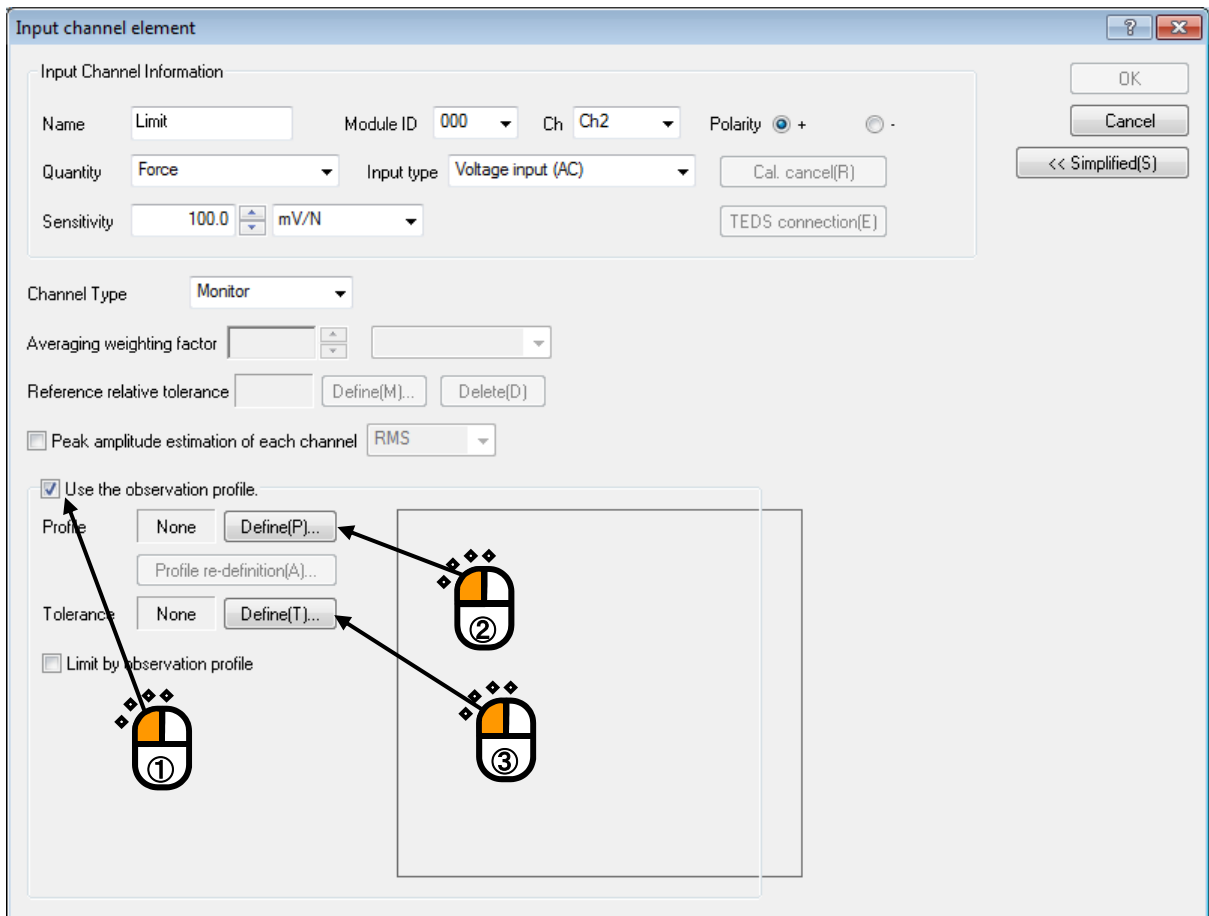 Input channel element ?
Input Channel Information
OK
Name Limit Module ID 000 Ch Ch2 Polarity + -
Cancel
Quantity Force Input type Voltage input (AC) Cal. cancel(R)
<< Simplified(S)
Sensitivity 100.0 mV/N TEDS connection(E)
Channel Type Monitor
Averaging weighting factor
Reference relative tolerance Define(M)... Delete(D)
Peak amplitude estimation of each channel RMS
Use the observation profile.
Profile None Define(P)...
Profile re-definition(A)...
Tolerance None Define(T)...
②
Limit by observation profile
①
③